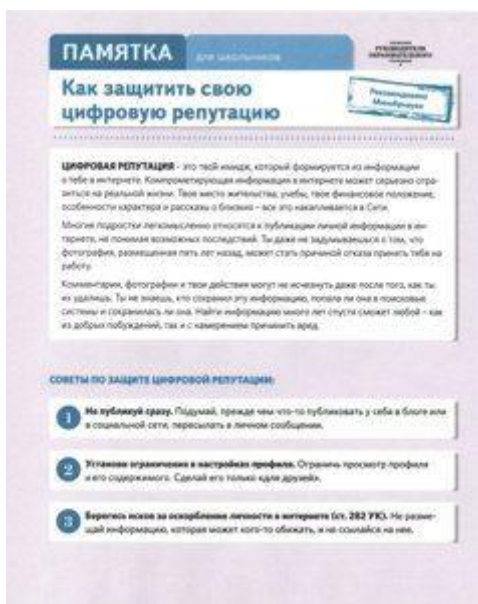 ПАМЯТКА для школьников
Как защитить свою
цифровую репутацию
Рекомендовано
Минобрнауки
ЦИФРОВАЯ РЕПУТАЦИЯ – это твой имидж, который формируется из информации
о тебе в интернете. Компрометирующая информация в интернете может серьезно отра-
зиться на реальной жизни. Твое место жительства, учебы, твое финансовое положение,
особенности характера и рассказы о близких – все это накапливается в Сети.
Многие подростки легкомысленно относятся к публикации личной информации в ин-
тернете, не понимая возможных последствий. Ты даже не задумываешься о том, что
фотография, размещенная пять лет назад, может стать причиной отказа принять тебя на
работу.
Комментарии, фотографии и твои действия могут не исчезнуть даже после того, как ты
их удалишь. Ты не знаешь, кто сохранил эту информацию, попала ли она в поисковые
системы и сохранилась ли она. Найти информацию много лет спустя сможет любой – как
из добрых побуждений, так и с намерением причинить вред.
СОВЕТЫ ПО ЗАЩИТЕ ЦИФРОВОЙ РЕПУТАЦИИ:
1 Не публикуй сразу. Подумай, прежде чем что-то публиковать у себя в блоге или
в социальной сети, пересылать в личном сообщении.
2 Установи ограничения в настройках профиля. Ограничь просмотр профиля
и его содержимого. Сделай его только «для друзей».
3 Берегись исков за оскорбление личности в интернете (ст. 282 УК). Не разме-
щай информацию, которая может кого-то обижать, и не ссылайся на нее.